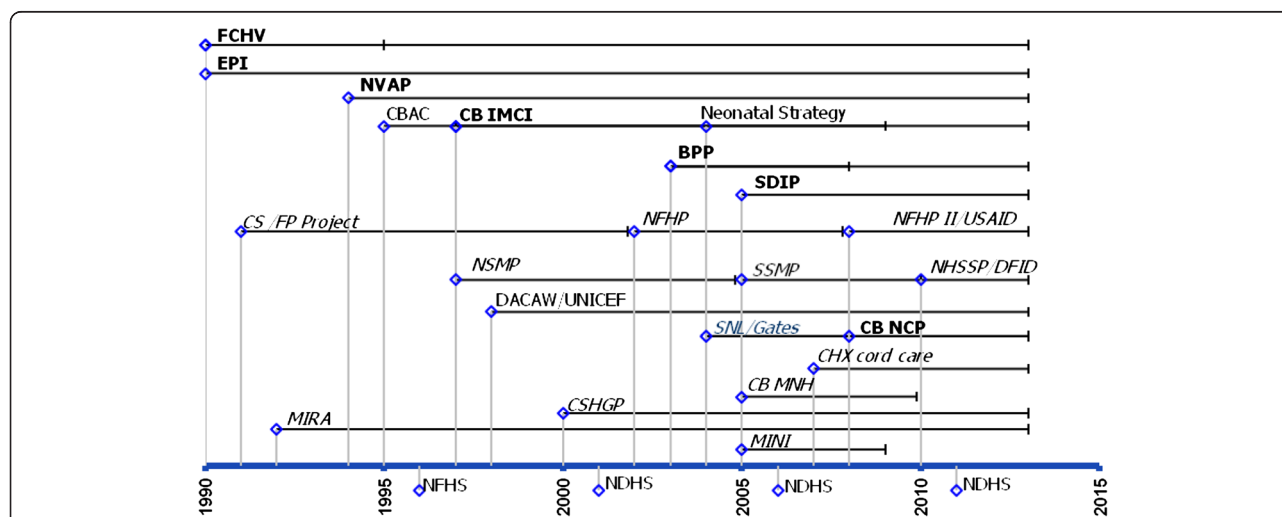 FCHV
EPI
NVAP
CBAC CB IMCI Neonatal Strategy
BPP
SDIP
CS /FP Project NFHP NFHP II/USAID
NSMP SSMP NHSSP/DFID
DACAW/UNICEF
SNL/Gates CB NCP
CHX cord care
CB MNH
CSHGP
MIRA
MINI
1990 1995 2000 2005 2010 2015
NFHS NDHS NDHS NDHS